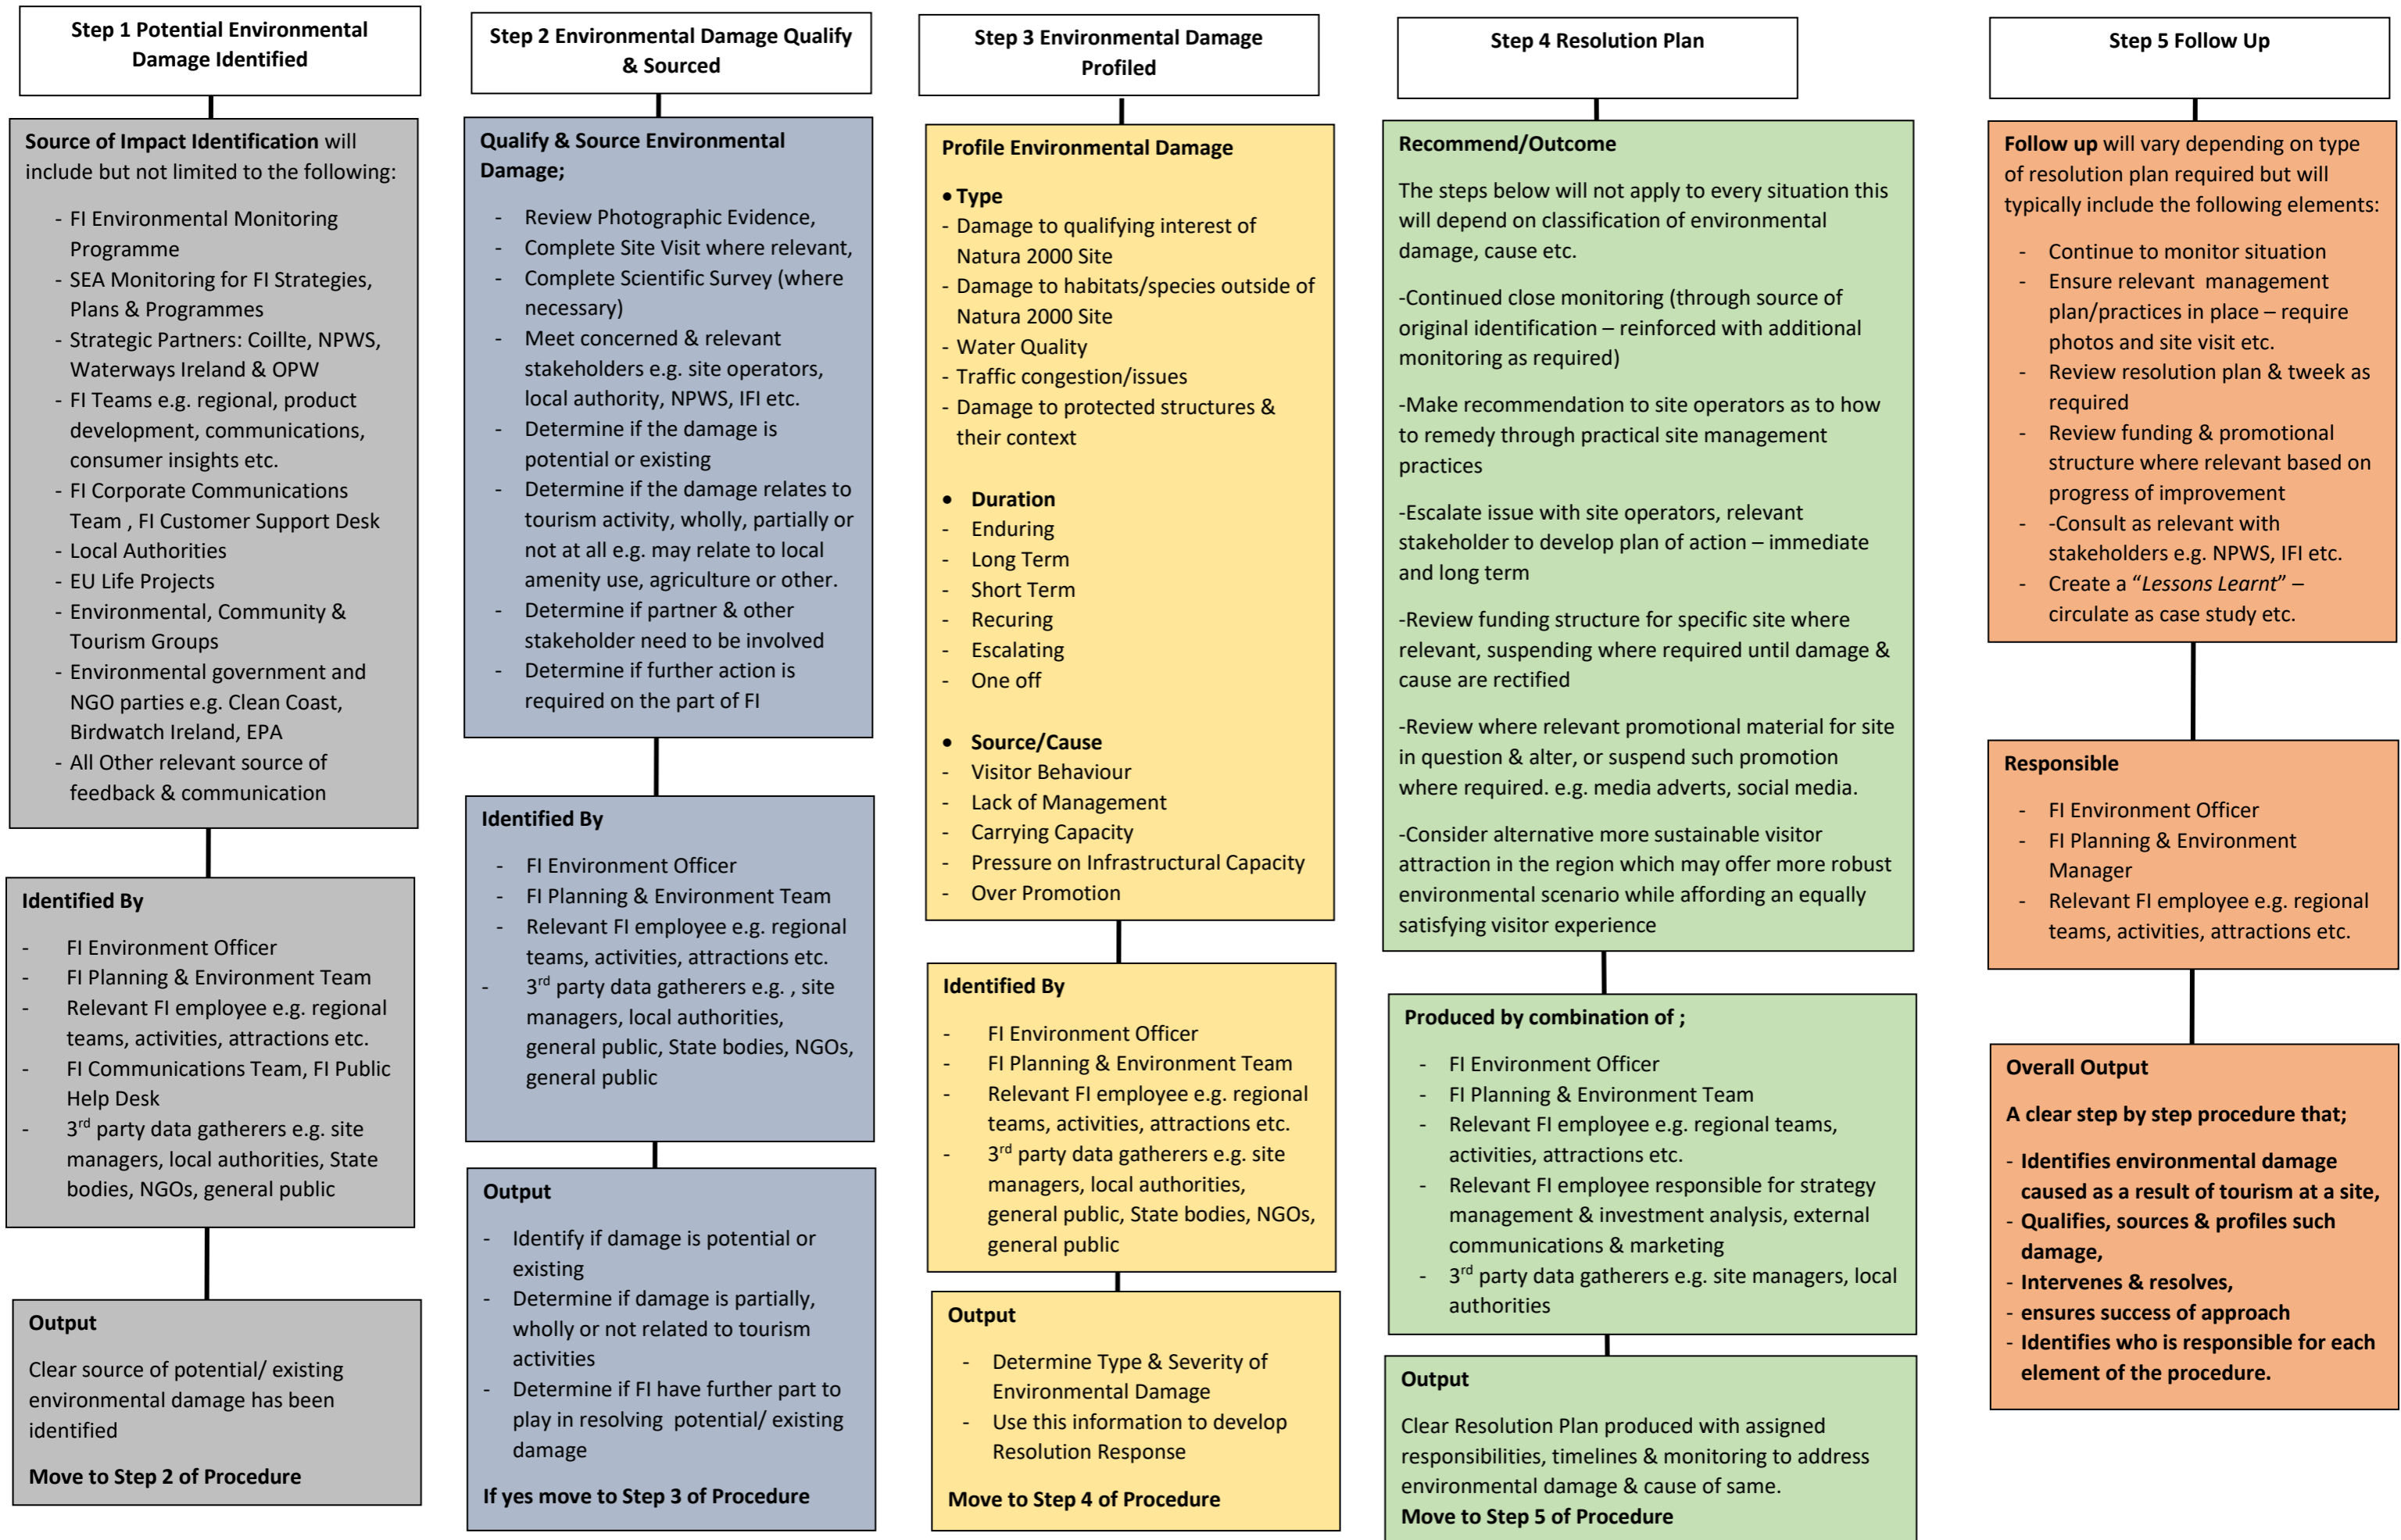 Step 1 Potential Environmental
Damage Identified
Source of Impact Identification will
include but not limited to the following:
- FI Environmental Monitoring
Programme
- SEA Monitoring for FI Strategies,
Plans & Programmes
- Strategic Partners: Coillte, NPWS,
Waterways Ireland & OPW
- FI Teams e.g. regional, product
development, communications,
consumer insights etc.
- FI Corporate Communications
Team , FI Customer Support Desk
- Local Authorities
- EU Life Projects
- Environmental, Community &
Tourism Groups
- Environmental government and
NGO parties e.g. Clean Coast,
Birdwatch Ireland, EPA
- All Other relevant source of
feedback & communication
Identified By
- FI Environment Officer
- FI Planning & Environment Team
- Relevant FI employee e.g. regional
teams, activities, attractions etc.
- FI Communications Team, FI Public
Help Desk
- 3rd party data gatherers e.g. site
managers, local authorities, State
bodies, NGOs, general public
Output
Clear source of potential/ existing
environmental damage has been
identified
Move to Step 2 of Procedure
Step 2 Environmental Damage Qualify
& Sourced
Qualify & Source Environmental
Damage;
- Review Photographic Evidence,
- Complete Site Visit where relevant,
- Complete Scientific Survey (where
necessary)
- Meet concerned & relevant
stakeholders e.g. site operators,
local authority, NPWS, IFI etc.
- Determine if the damage is
potential or existing
- Determine if the damage relates to
tourism activity, wholly, partially or
not at all e.g. may relate to local
amenity use, agriculture or other.
- Determine if partner & other
stakeholder need to be involved
- Determine if further action is
required on the part of FI
Identified By
- FI Environment Officer
- FI Planning & Environment Team
- Relevant FI employee e.g. regional
teams, activities, attractions etc.
- 3rd party data gatherers e.g. , site
managers, local authorities,
general public, State bodies, NGOs,
general public
Output
- Identify if damage is potential or
existing
- Determine if damage is partially,
wholly or not related to tourism
activities
- Determine if FI have further part to
play in resolving potential/ existing
damage
If yes move to Step 3 of Procedure
Step 3 Environmental Damage
Profiled
Profile Environmental Damage
• Type
- Damage to qualifying interest of
Natura 2000 Site
- Damage to habitats/species outside of
Natura 2000 Site
- Water Quality
- Traffic congestion/issues
- Damage to protected structures &
their context
• Duration
- Enduring
- Long Term
- Short Term
- Recuring
- Escalating
- One off
• Source/Cause
- Visitor Behaviour
- Lack of Management
- Carrying Capacity
- Pressure on Infrastructural Capacity
- Over Promotion
Identified By
- FI Environment Officer
- FI Planning & Environment Team
- Relevant FI employee e.g. regional
teams, activities, attractions etc.
- 3rd party data gatherers e.g. site
managers, local authorities,
general public, State bodies, NGOs,
general public
Output
- Determine Type & Severity of
Environmental Damage
- Use this information to develop
Resolution Response
Move to Step 4 of Procedure
Step 4 Resolution Plan
Recommend/Outcome
The steps below will not apply to every situation this
will depend on classification of environmental
damage, cause etc.
-Continued close monitoring (through source of
original identification – reinforced with additional
monitoring as required)
-Make recommendation to site operators as to how
to remedy through practical site management
practices
-Escalate issue with site operators, relevant
stakeholder to develop plan of action – immediate
and long term
-Review funding structure for specific site where
relevant, suspending where required until damage &
cause are rectified
-Review where relevant promotional material for site
in question & alter, or suspend such promotion
where required. e.g. media adverts, social media.
-Consider alternative more sustainable visitor
attraction in the region which may offer more robust
environmental scenario while affording an equally
satisfying visitor experience
Produced by combination of ;
- FI Environment Officer
- FI Planning & Environment Team
- Relevant FI employee e.g. regional teams,
activities, attractions etc.
- Relevant FI employee responsible for strategy
management & investment analysis, external
communications & marketing
- 3rd party data gatherers e.g. site managers, local
authorities
Output
Clear Resolution Plan produced with assigned
responsibilities, timelines & monitoring to address
environmental damage & cause of same.
Move to Step 5 of Procedure
Step 5 Follow Up
Follow up will vary depending on type
of resolution plan required but will
typically include the following elements:
- Continue to monitor situation
- Ensure relevant management
plan/practices in place – require
photos and site visit etc.
- Review resolution plan & tweek as
required
- Review funding & promotional
structure where relevant based on
progress of improvement
- -Consult as relevant with
stakeholders e.g. NPWS, IFI etc.
- Create a “Lessons Learnt” –
circulate as case study etc.
Responsible
- FI Environment Officer
- FI Planning & Environment
Manager
- Relevant FI employee e.g. regional
teams, activities, attractions etc.
Overall Output
A clear step by step procedure that;
- Identifies environmental damage
caused as a result of tourism at a site,
- Qualifies, sources & profiles such
damage,
- Intervenes & resolves,
- ensures success of approach
- Identifies who is responsible for each
element of the procedure.